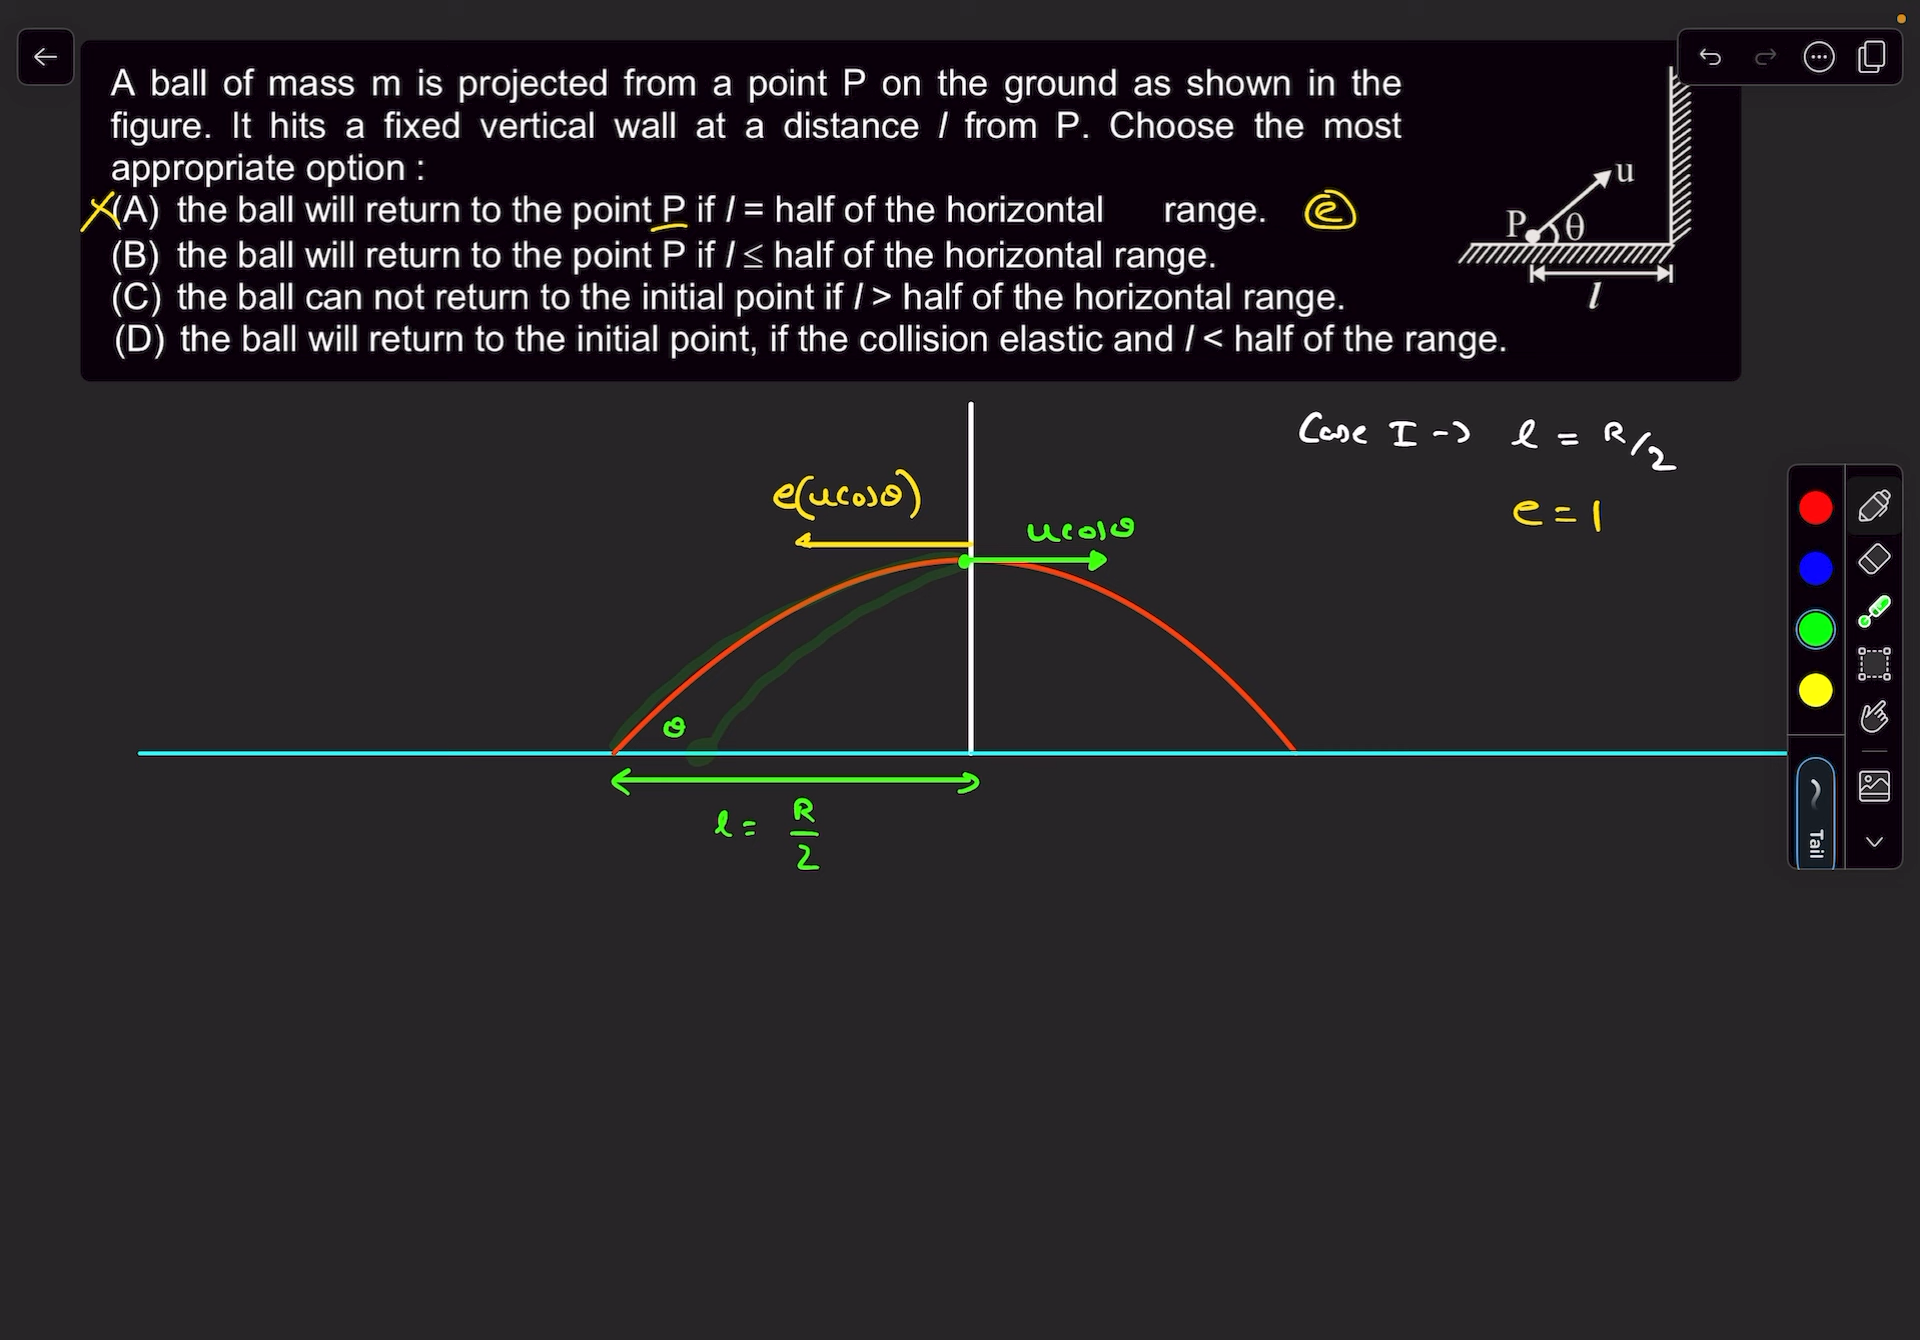 A ball of mass m is projected from a point P on the ground as shown in the
figure. It hits a fixed vertical wall at a distance l from P. Choose the most
appropriate option :
(A) the ball will return to the point P if l = half of the horizontal range. e
(B) the ball will return to the point P if l ≤ half of the horizontal range.
(C) the ball can not return to the initial point if l > half of the horizontal range.
(D) the ball will return to the initial point, if the collision elastic and l < half of the range.
u
P θ
l
Case I → l = R/2
e = 1
e(ucosθ)
ucosθ
θ
l = R/2
Tail